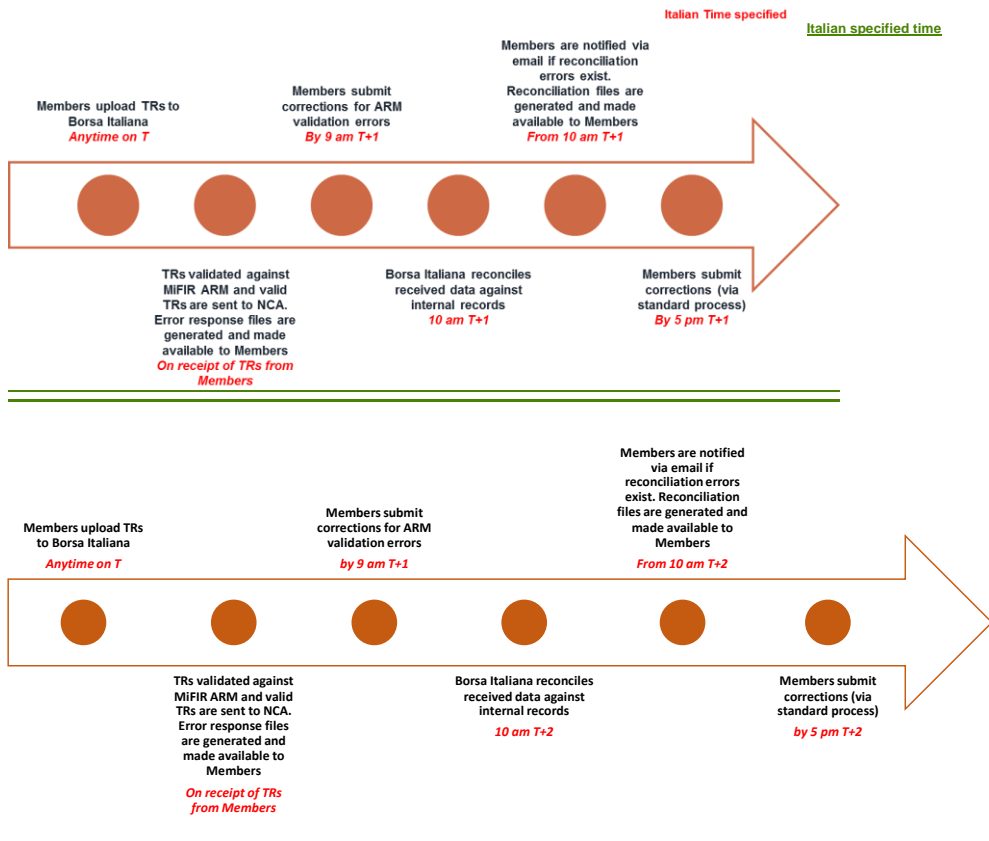 Italian Time specified
Italian specified time
Members upload TRs to
Borsa Italiana
Anytime on T
Members submit
corrections for ARM
validation errors
By 9 am T+1
Members are notified via
email if reconciliation
errors exist.
Reconciliation files are
generated and made
available to Members
From 10 am T+1
TRs validated against
MiFIR ARM and valid
TRs are sent to NCA.
Error response files are
generated and made
available to Members
On receipt of TRs from
Members
Borsa Italiana reconciles
received data against
internal records
10 am T+1
Members submit
corrections (via
standard process)
By 5 pm T+1
Members upload TRs
to Borsa Italiana
Anytime on T
Members submit
corrections for ARM
validation errors
by 9 am T+1
Members are notified
via email if
reconciliation errors
exist. Reconciliation
files are generated and
made available to
Members
From 10 am T+2
TRs validated against
MiFIR ARM and valid
TRs are sent to NCA.
Error response files
are generated and
made available to
Members
On receipt of TRs
from Members
Borsa Italiana reconciles
received data against
internal records
10 am T+2
Members submit
corrections (via
standard process)
by 5 pm T+2